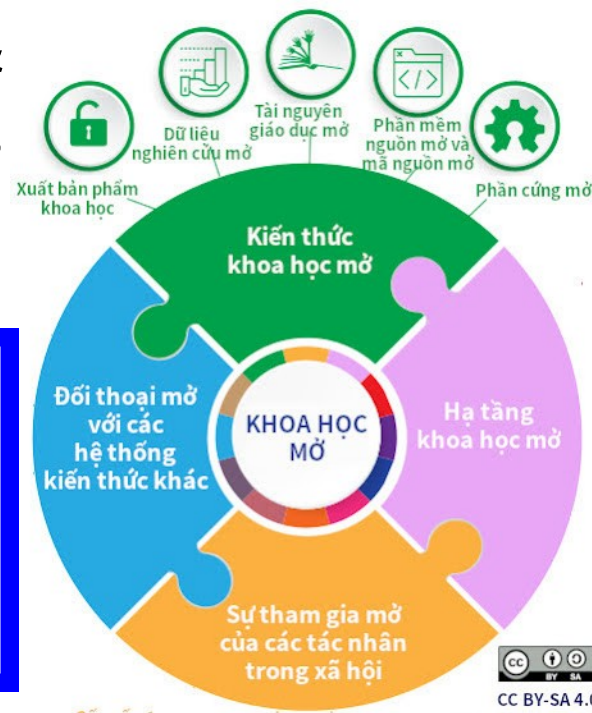 Xuất bản phẩm
khoa học
Dữ liệu
nghiên cứu mở
Tài nguyên
giáo dục mở
Phần mềm
nguồn mở và
mã nguồn mở
Phần cứng mở
Kiến thức
khoa học mở
Đối thoại mở
với các
hệ thống
kiến thức khác
KHOA HỌC
MỞ
Hạ tầng
khoa học mở
Sự tham gia mở
của các tác nhân
trong xã hội
cc
BY SA
CC BY-SA 4.0